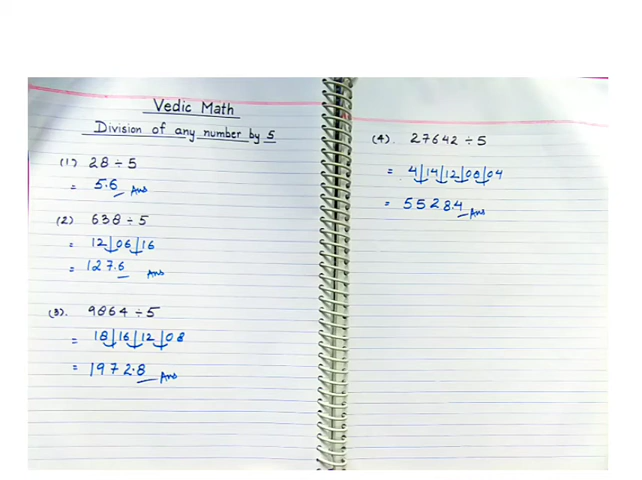 Vedic Math
Division of any number by 5
(1) 28 ÷ 5
= 5.6 Ans
(2) 638 ÷ 5
= 12|06|16
= 127.6 Ans
(3). 9864 ÷ 5
= 18|16|12|08
= 1972.8 Ans
(4). 27642 ÷ 5
= 4|14|12|08|04
= 5528.4 Ans